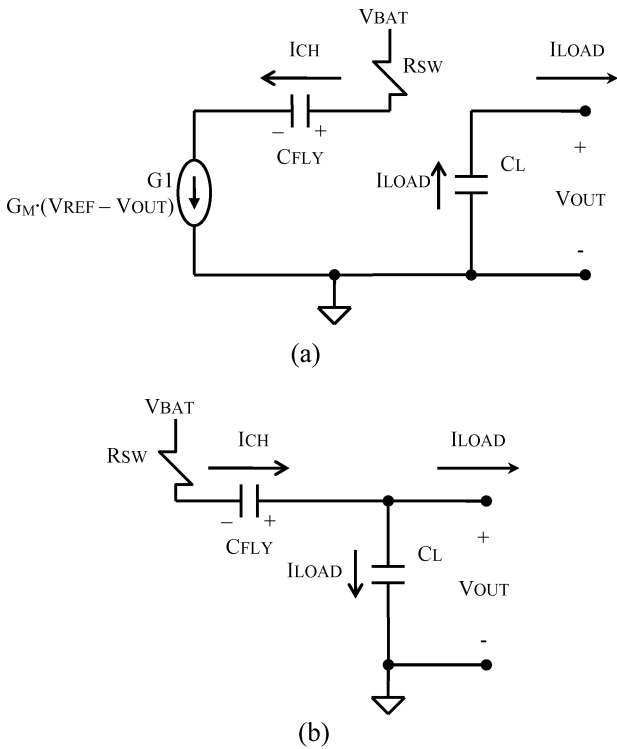 VBAT
ICH
RSW
ILOAD
– +
CFLY
G1
GM·(VREF – VOUT)
ILOAD
CL
+
VOUT
-
(a)
VBAT
RSW
ICH
ILOAD
– +
CFLY
ILOAD
CL
+
VOUT
-
(b)